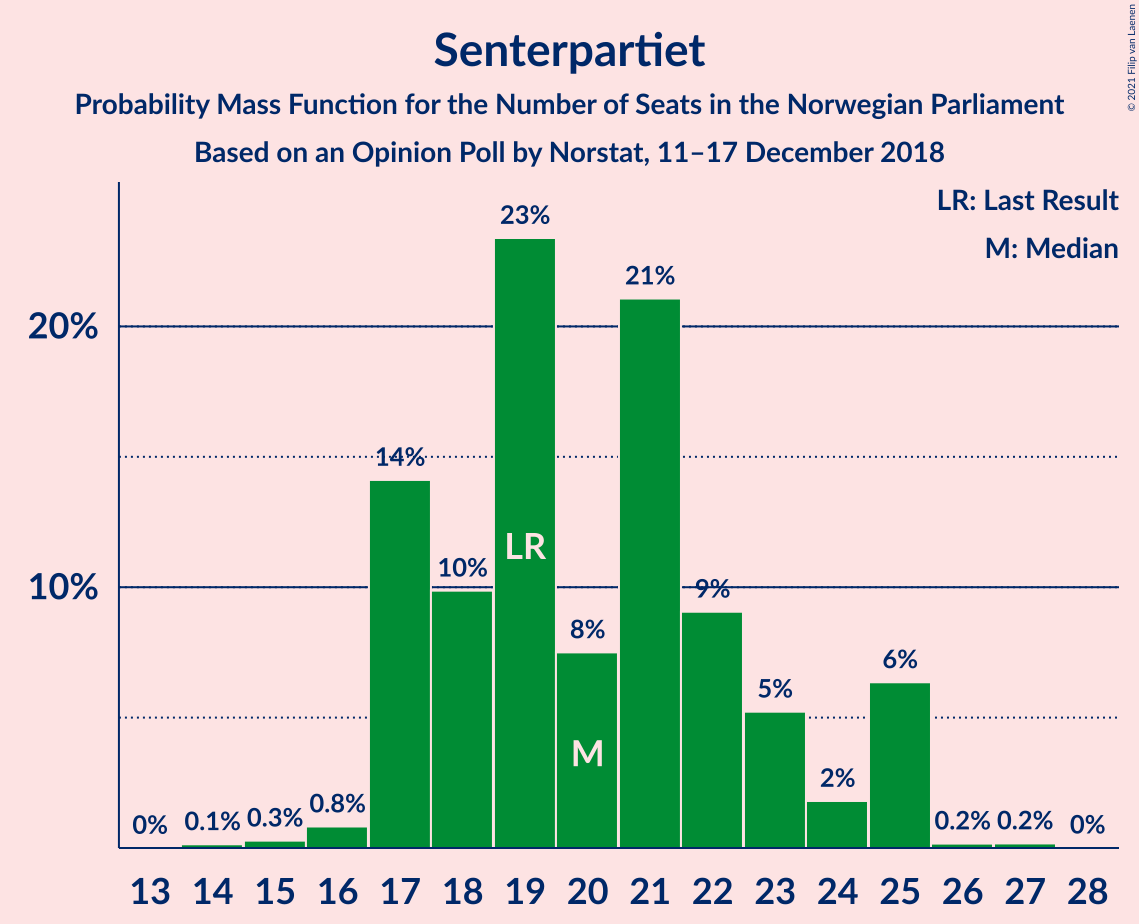 Senterpartiet
Probability Mass Function for the Number of Seats in the Norwegian Parliament
Based on an Opinion Poll by Norstat, 11–17 December 2018
© 2021 Filip van Laenen
LR: Last Result
M: Median
20%
10%
0%
0.1%
0.3%
0.8%
14%
10%
23%
8%
21%
9%
5%
2%
6%
0.2%
0.2%
0%
LR
M
13 14 15 16 17 18 19 20 21 22 23 24 25 26 27 28